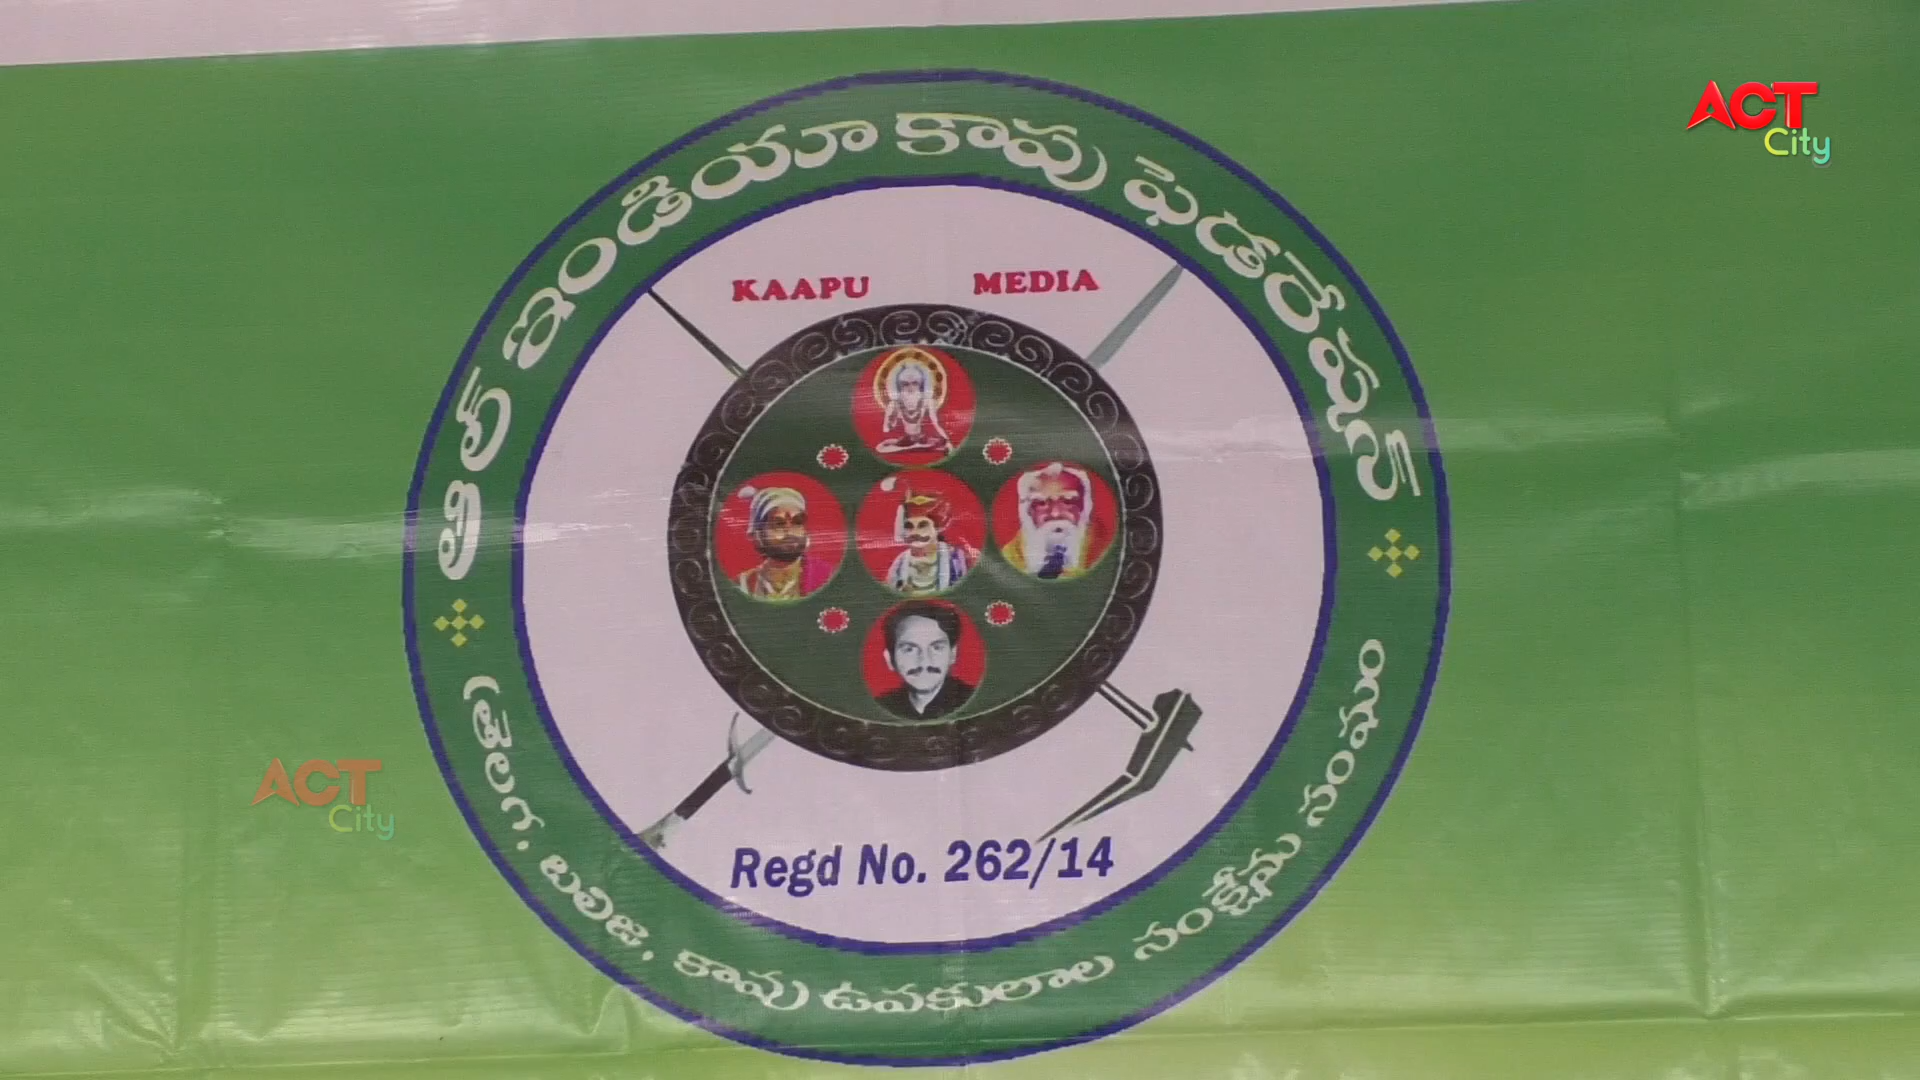 ACT
City
ఆల్ ఇండియా కాపు ఫెడరేషన్
KAAPU MEDIA
ACT
City
Regd No. 262/14
(తెలగ, బలిజ, కాపు ఉపకులాల సంక్షేమ సంఘం